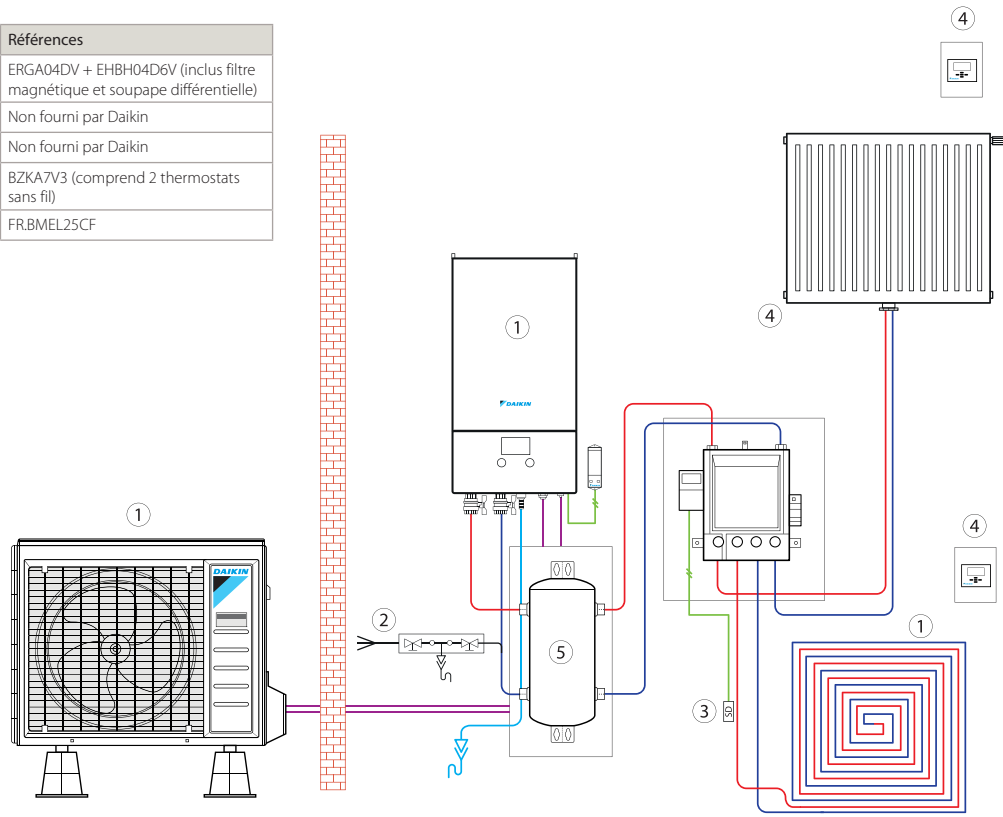 Références
ERGA04DV + EHBH04D6V (inclus filtre
magnétique et soupape différentielle)
Non fourni par Daikin
Non fourni par Daikin
BZKA7V3 (comprend 2 thermostats
sans fil)
FR.BMEL25CF
4
4
1
DAIKIN
1
DAIKIN
4
2
1
5
3
SD